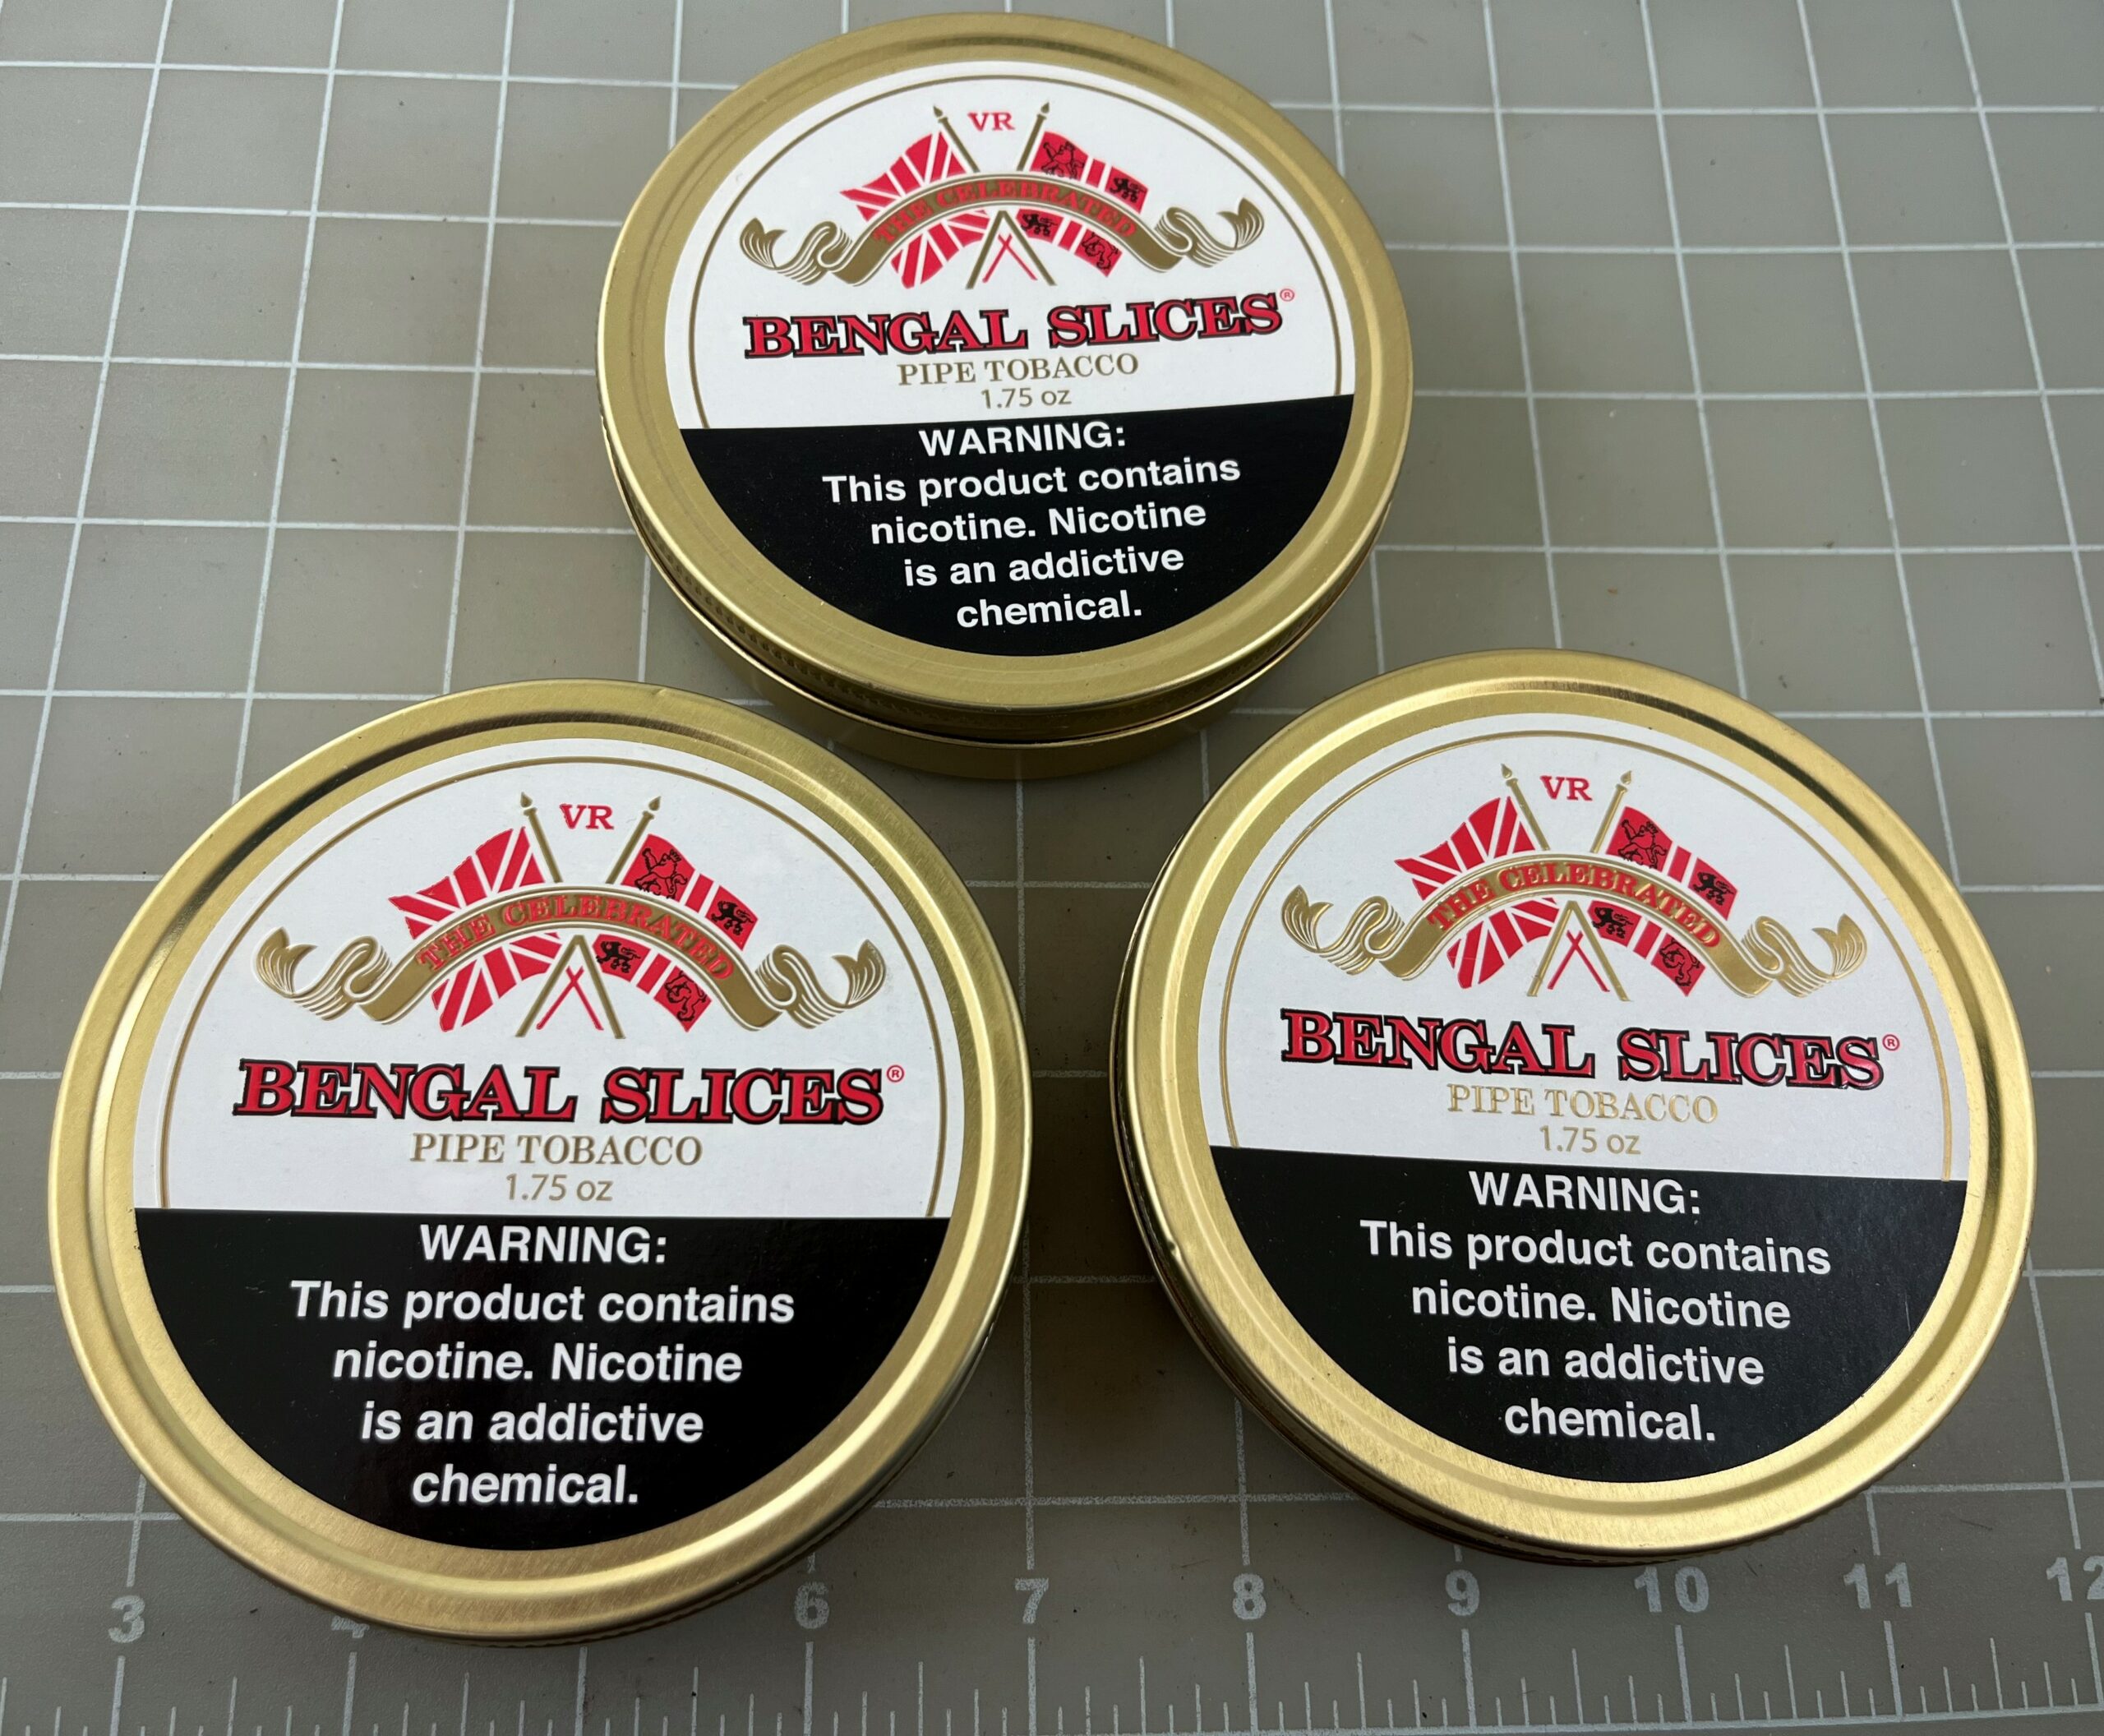 VR
THE CELEBRATED
BENGAL SLICES®
PIPE TOBACCO
1.75 oz
WARNING:
This product contains
nicotine. Nicotine
is an addictive
chemical.
VR
THE CELEBRATED
BENGAL SLICES®
PIPE TOBACCO
1.75 oz
WARNING:
This product contains
nicotine. Nicotine
is an addictive
chemical.
VR
THE CELEBRATED
BENGAL SLICES®
PIPE TOBACCO
1.75 oz
WARNING:
This product contains
nicotine. Nicotine
is an addictive
chemical.
3 4 6 7 8 9 10 11 12